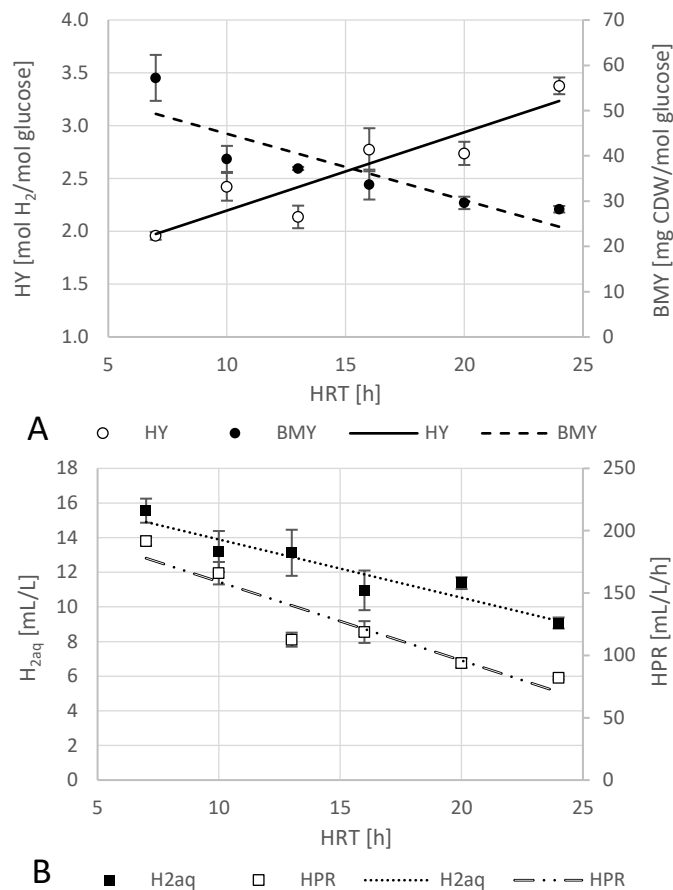 4.0
3.5
3.0
2.5
2.0
1.5
1.0
HY [mol H2/mol glucose]
70
60
50
40
30
20
10
0
BMY [mg CDW/mol glucose]
5 10 15 20 25
HRT [h]
A
HY BMY HY BMY
18
16
14
12
10
8
6
4
2
0
H2aq [mL/L]
250
200
150
100
50
0
HPR [mL/L/h]
5 10 15 20 25
HRT [h]
B
H2aq HPR H2aq HPR